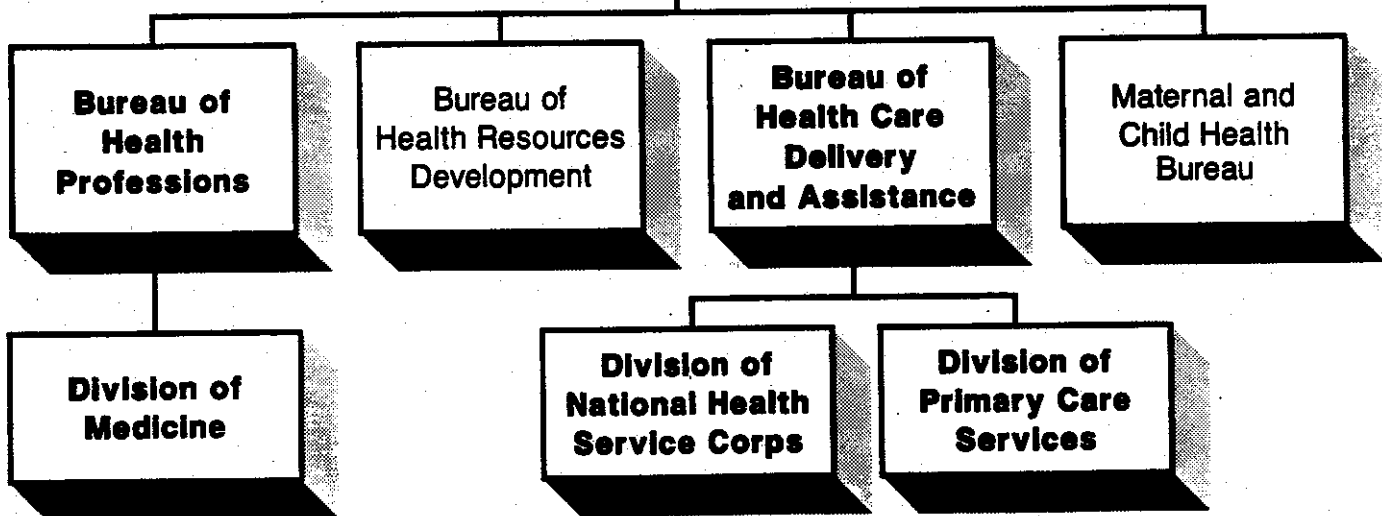 Bureau of
Health
Professions
Bureau of
Health Resources
Development
Bureau of
Health Care
Delivery
and Assistance
Maternal and
Child Health
Bureau
Division of
Medicine
Division of
National Health
Service Corps
Division of
Primary Care
Services